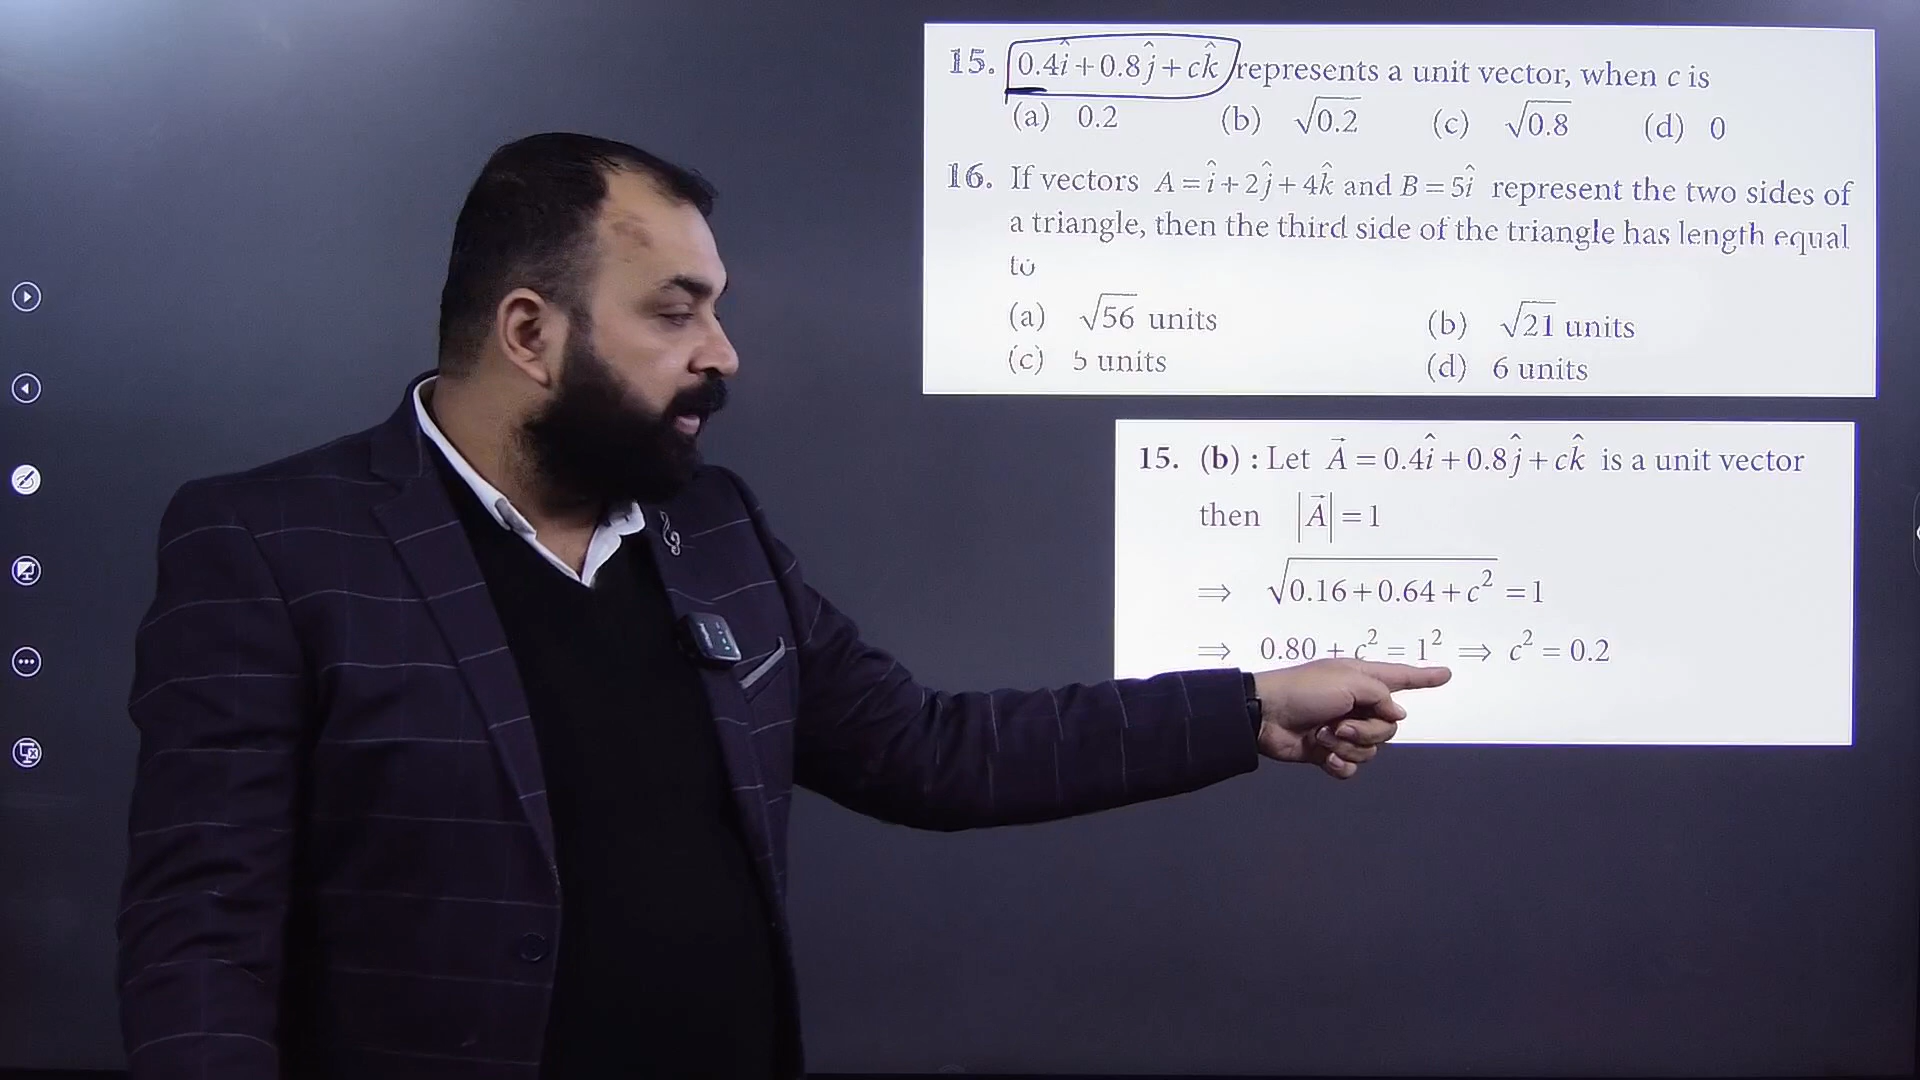 15. 0.4î + 0.8ĵ + ck̂ represents a unit vector, when c is
(a) 0.2 (b) √0.2 (c) √0.8 (d) 0
16. If vectors A = î + 2ĵ + 4k̂ and B = 5î represent the two sides of
a triangle, then the third side of the triangle has length equal
to
(a) √56 units (b) √21 units
(c) 5 units (d) 6 units
15. (b) : Let A⃗ = 0.4î + 0.8ĵ + ck̂ is a unit vector
then |A⃗| = 1
⇒ √(0.16 + 0.64 + c²) = 1
⇒ 0.80 + c² = 1² ⇒ c² = 0.2